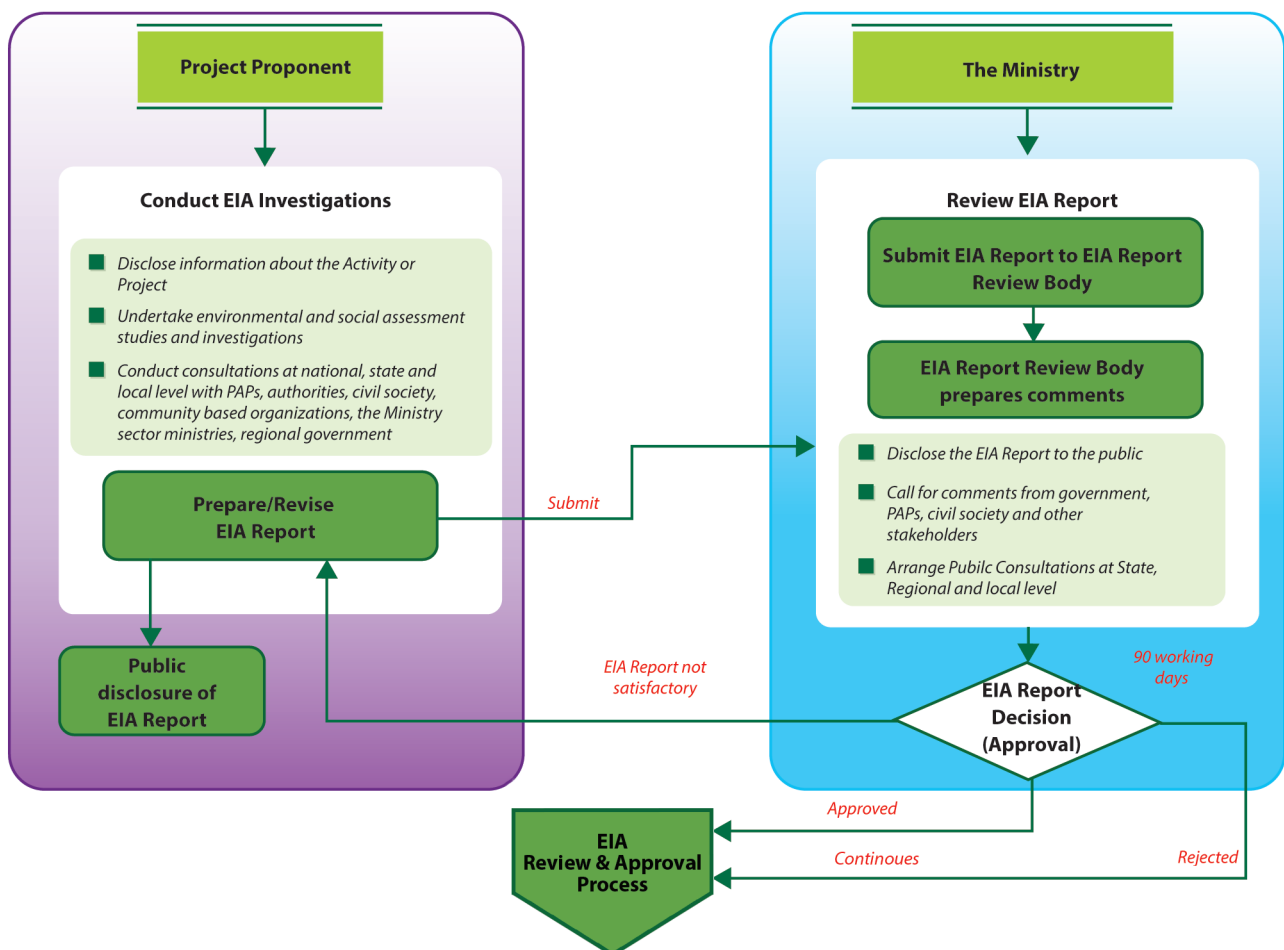 Project Proponent
Conduct EIA Investigations
Disclose information about the Activity or
Project
Undertake environmental and social assessment
studies and investigations
Conduct consultations at national, state and
local level with PAPs, authorities, civil society,
community based organizations, the Ministry
sector ministries, regional government
Prepare/Revise
EIA Report
Public
disclosure of
EIA Report
Submit
The Ministry
Review EIA Report
Submit EIA Report to EIA Report
Review Body
EIA Report Review Body
prepares comments
Disclose the EIA Report to the public
Call for comments from government,
PAPs, civil society and other
stakeholders
Arrange Pubilc Consultations at State,
Regional and local level
EIA Report not
satisfactory
90 working
days
EIA Report
Decision
(Approval)
Approved
Continoues
Rejected
EIA
Review & Approval
Process